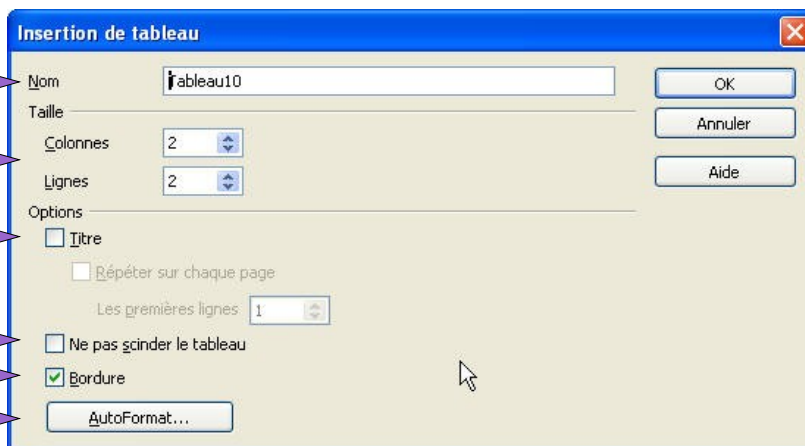 Insertion de tableau
Nom Tableau10
OK
Taille
Annuler
Colonnes 2
Aide
Lignes 2
Options
Titre
Répéter sur chaque page
Les premières lignes 1
Ne pas scinder le tableau
Bordure
AutoFormat...